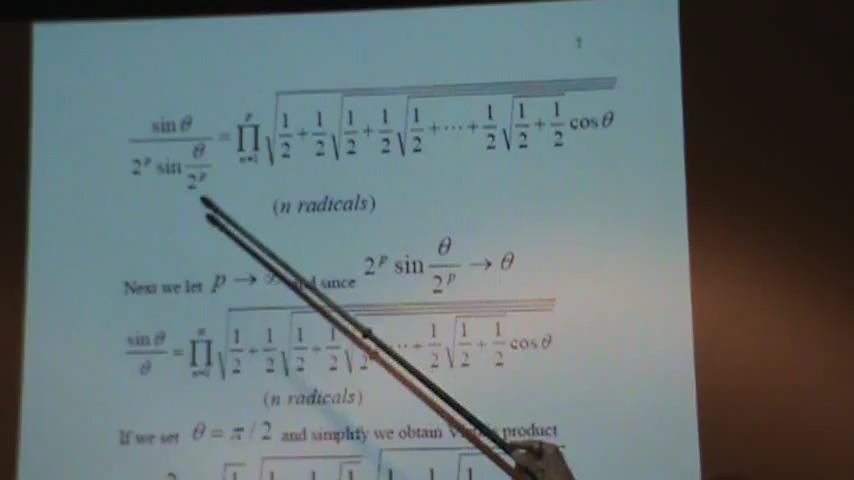 7
sin θ / (2^p sin θ/2^p) = ∏_{n=1}^{p} √(1/2 + 1/2 √(1/2 + 1/2 √(1/2 + ⋯ + 1/2 √(1/2 + 1/2 cos θ))))
(n radicals)
Next we let p → ∞ and since 2^p sin θ/2^p → θ
sin θ / θ = ∏_{n=1}^{∞} √(1/2 + 1/2 √(1/2 + 1/2 √(1/2 ⋯ + 1/2 √(1/2 + 1/2 cos θ))))
(n radicals)
If we set θ = π / 2 and simplify we obtain product